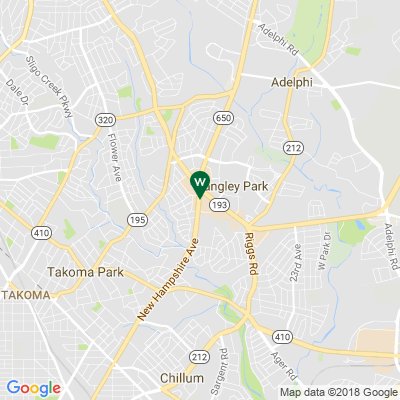 Adelphi Rd
Sligo Creek Pkwy
Adelphi
Dale Dr
320
650
Flower Ave
212
W
ngley Park
193
195
410
Adelphi Rd
W Park Dr
23rd Ave
Riggs Rd
New Hampshire Ave
Takoma Park
TAKOMA
410
212
Sargent Rd
Ager Rd
Chillum
Google
Map data ©2018 Google